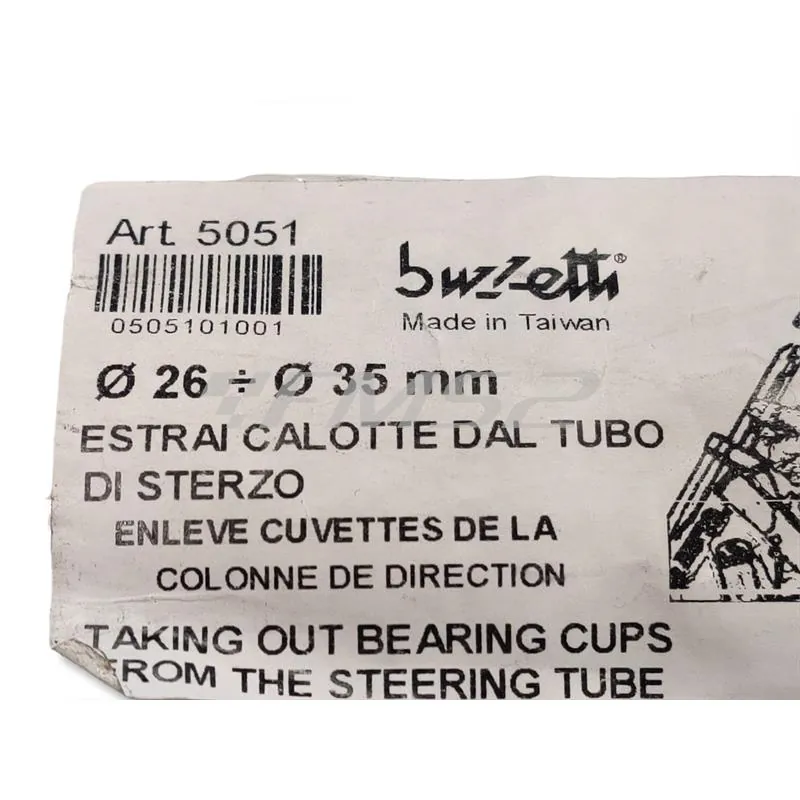 Art 5051
buzzetti®
0505101001
Made in Taiwan
Ø 26 ÷ Ø 35 mm
ESTRAI CALOTTE DAL TUBO
DI STERZO
ENLEVE CUVETTES DE LA
COLONNE DE DIRECTION
TAKING OUT BEARING CUPS
FROM THE STEERING TUBE